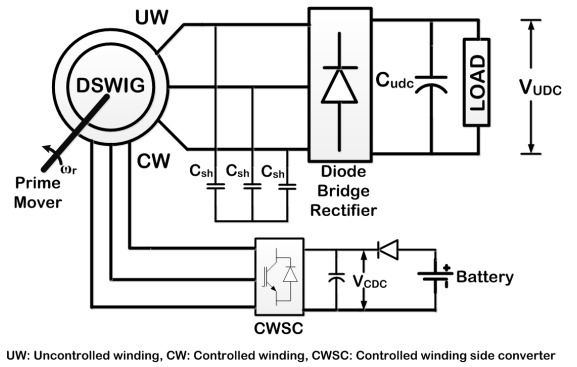 UW
DSWIG
CW
ωr
Prime
Mover
Csh
Csh
Csh
Diode
Bridge
Rectifier
Cudc
LOAD
VUDC
CWSC
VCDC
+
Battery
UW: Uncontrolled winding, CW: Controlled winding, CWSC: Controlled winding side converter